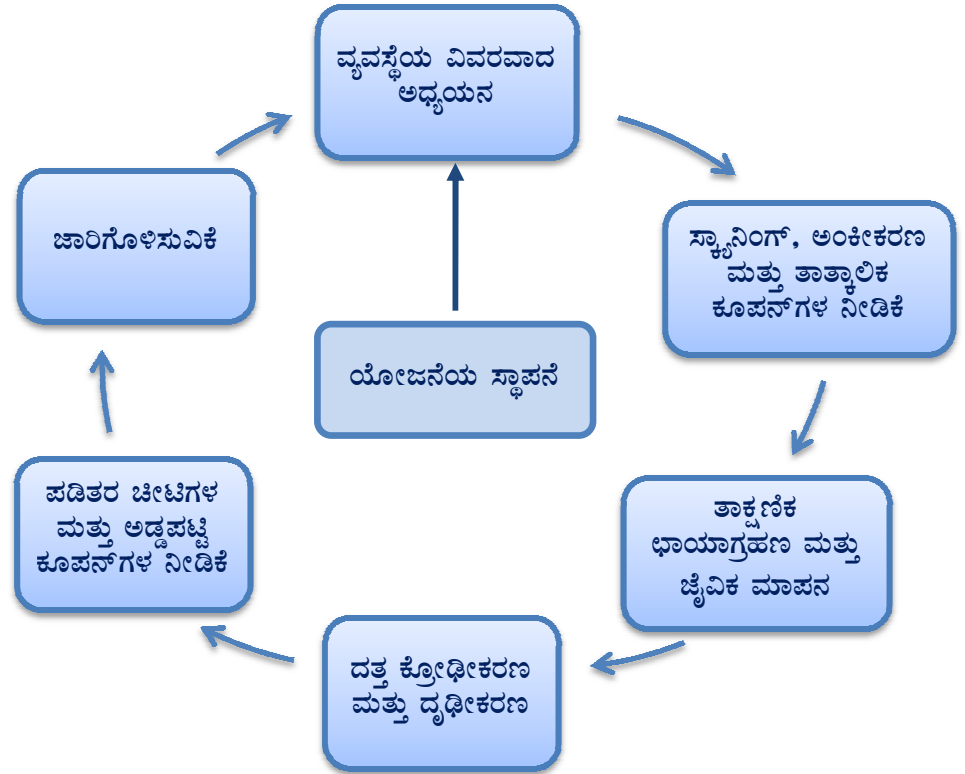 ವ್ಯವಸ್ಥೆಯ ವಿವರವಾದ
ಅಧ್ಯಯನ
ಸ್ಕ್ಯಾನಿಂಗ್, ಅಂಕೀಕರಣ
ಮತ್ತು ತಾತ್ಕಾಲಿಕ
ಕೂಪನ್‌ಗಳ ನೀಡಿಕೆ
ತಾಕ್ಷಣಿಕ
ಛಾಯಾಗ್ರಹಣ ಮತ್ತು
ಜೈವಿಕ ಮಾಪನ
ದತ್ತ ಕ್ರೋಢೀಕರಣ
ಮತ್ತು ದೃಢೀಕರಣ
ಪಡಿತರ ಚೀಟಿಗಳ
ಮತ್ತು ಅಡ್ಡಪಟ್ಟಿ
ಕೂಪನ್‌ಗಳ ನೀಡಿಕೆ
ಜಾರಿಗೊಳಿಸುವಿಕೆ
ಯೋಜನೆಯ ಸ್ಥಾಪನೆ